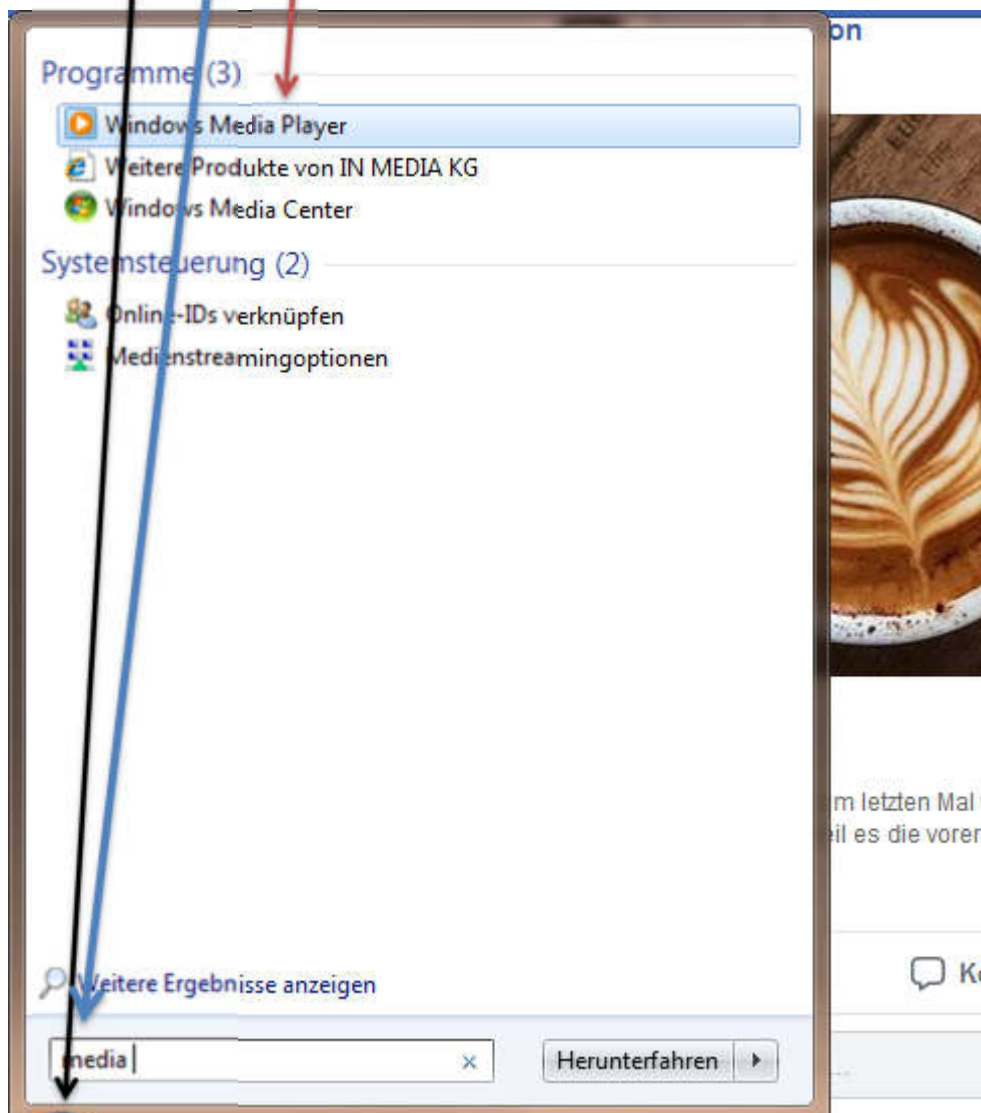 on
Programme (3)
Windows Media Player
Weitere Produkte von IN MEDIA KG
Windows Media Center
Systemsteuerung (2)
Online-IDs verknüpfen
Medienstreamingoptionen
m letzten Mal
il es die vorer
Weitere Ergebnisse anzeigen
media
×
Herunterfahren
...